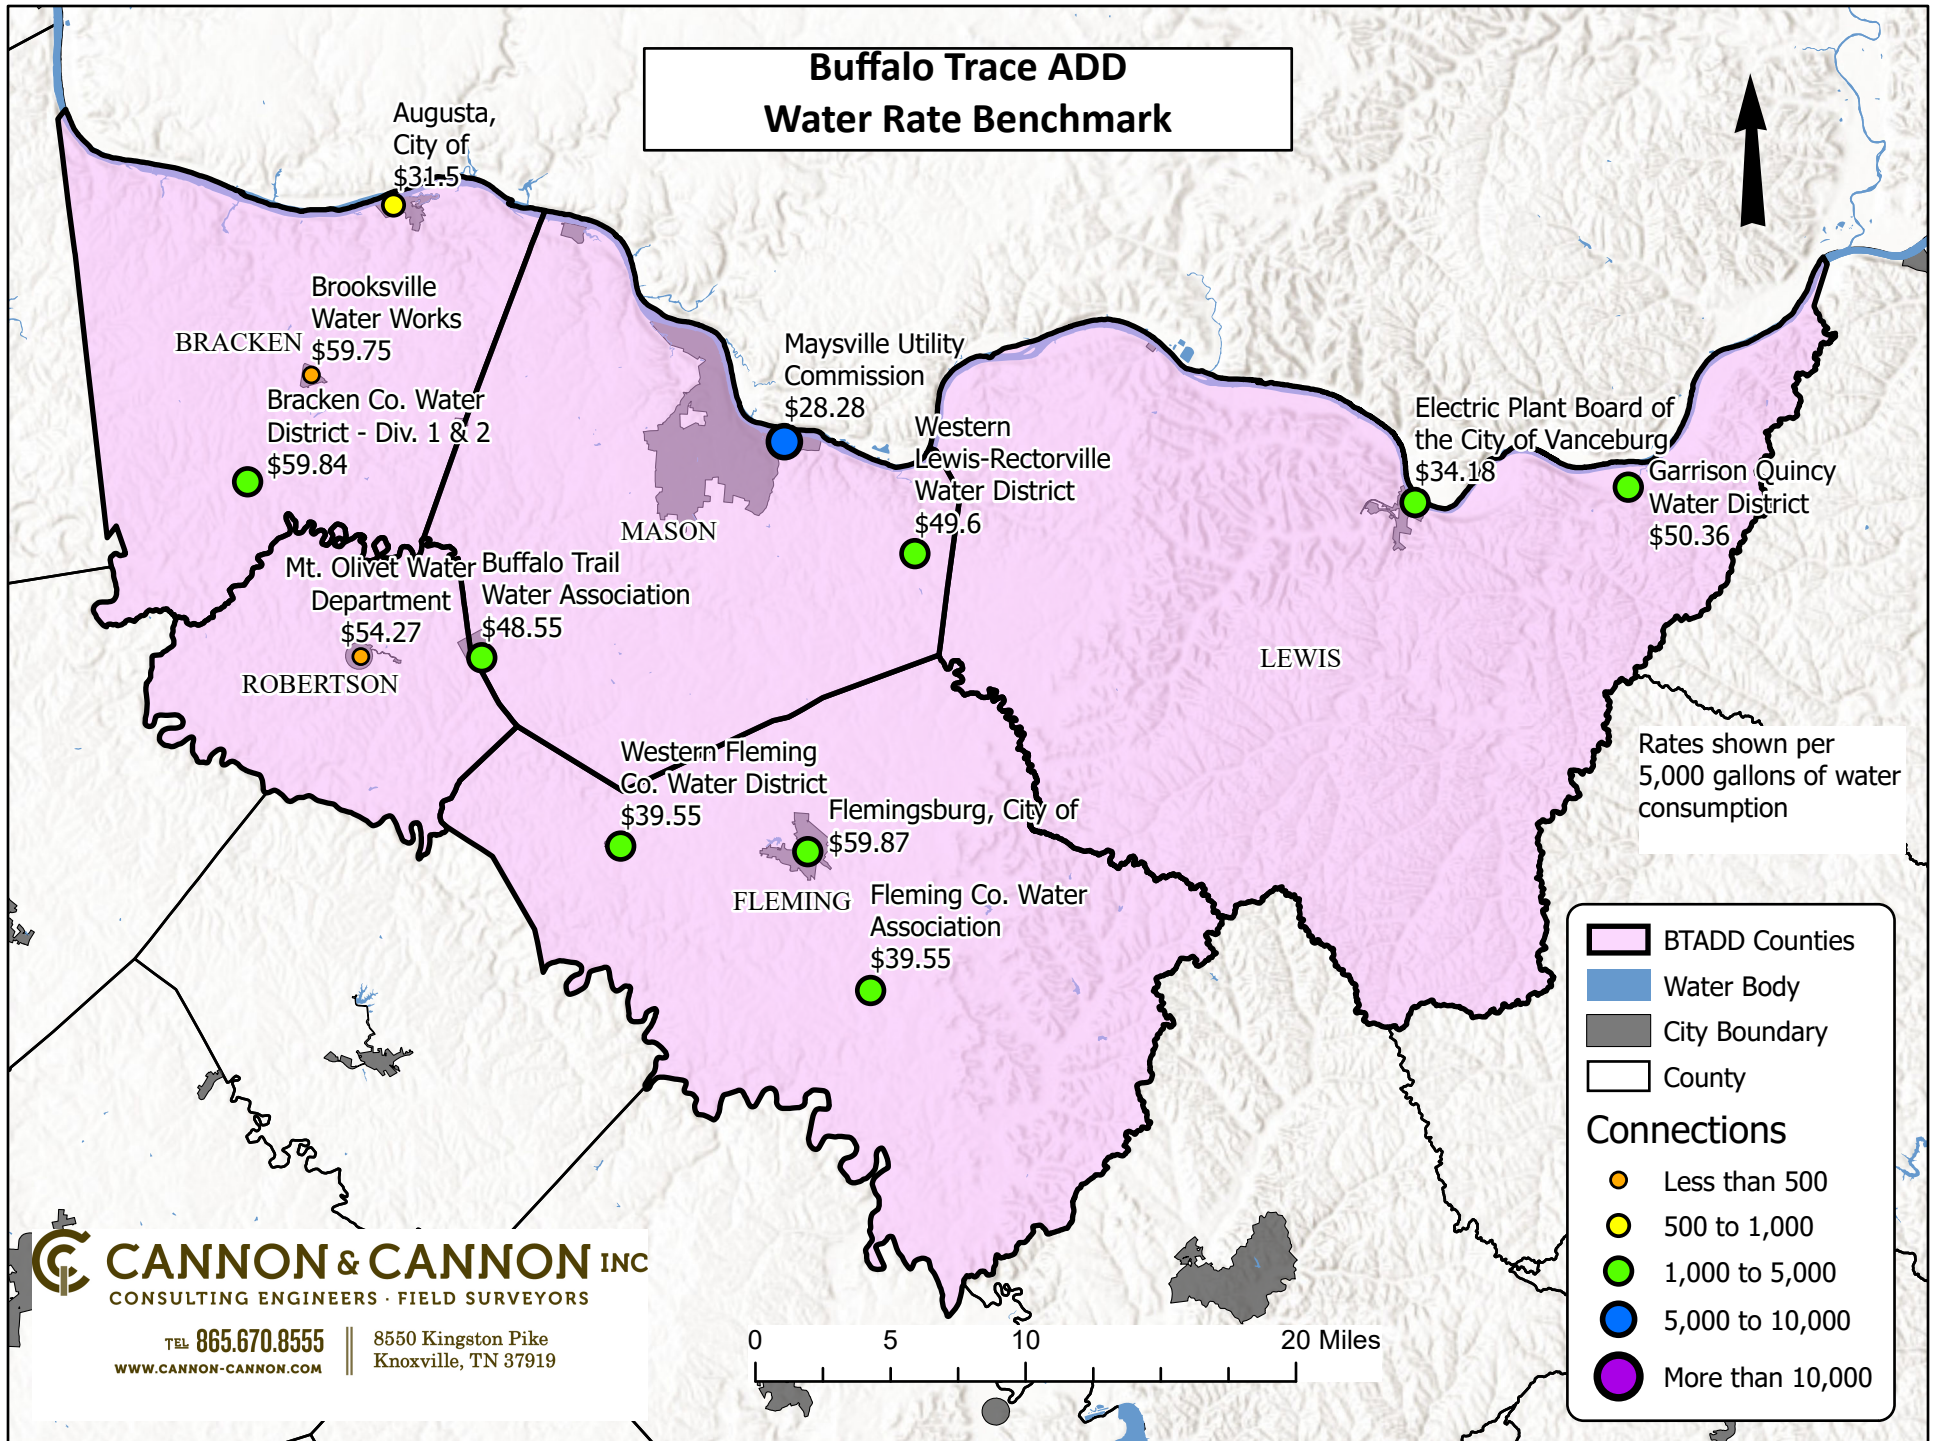 Buffalo Trace ADD
Water Rate Benchmark
Augusta,
City of
$31.5
Brooksville
Water Works
$59.75
BRACKEN
Bracken Co. Water
District - Div. 1 & 2
$59.84
Maysville Utility
Commission
$28.28
Western
Lewis-Rectorville
Water District
$49.6
MASON
Electric Plant Board of
the City of Vanceburg
$34.18
Garrison Quincy
Water District
$50.36
Mt. Olivet Water
Department
$54.27
ROBERTSON
Buffalo Trail
Water Association
$48.55
LEWIS
Western Fleming
Co. Water District
$39.55
Flemingsburg, City of
$59.87
FLEMING
Fleming Co. Water
Association
$39.55
Rates shown per
5,000 gallons of water
consumption
BTADD Counties
Water Body
City Boundary
County
Connections
Less than 500
500 to 1,000
1,000 to 5,000
5,000 to 10,000
More than 10,000
CANNON & CANNON INC
CONSULTING ENGINEERS · FIELD SURVEYORS
TEL 865.670.8555
WWW.CANNON-CANNON.COM
8550 Kingston Pike
Knoxville, TN 37919
0 5 10 20 Miles